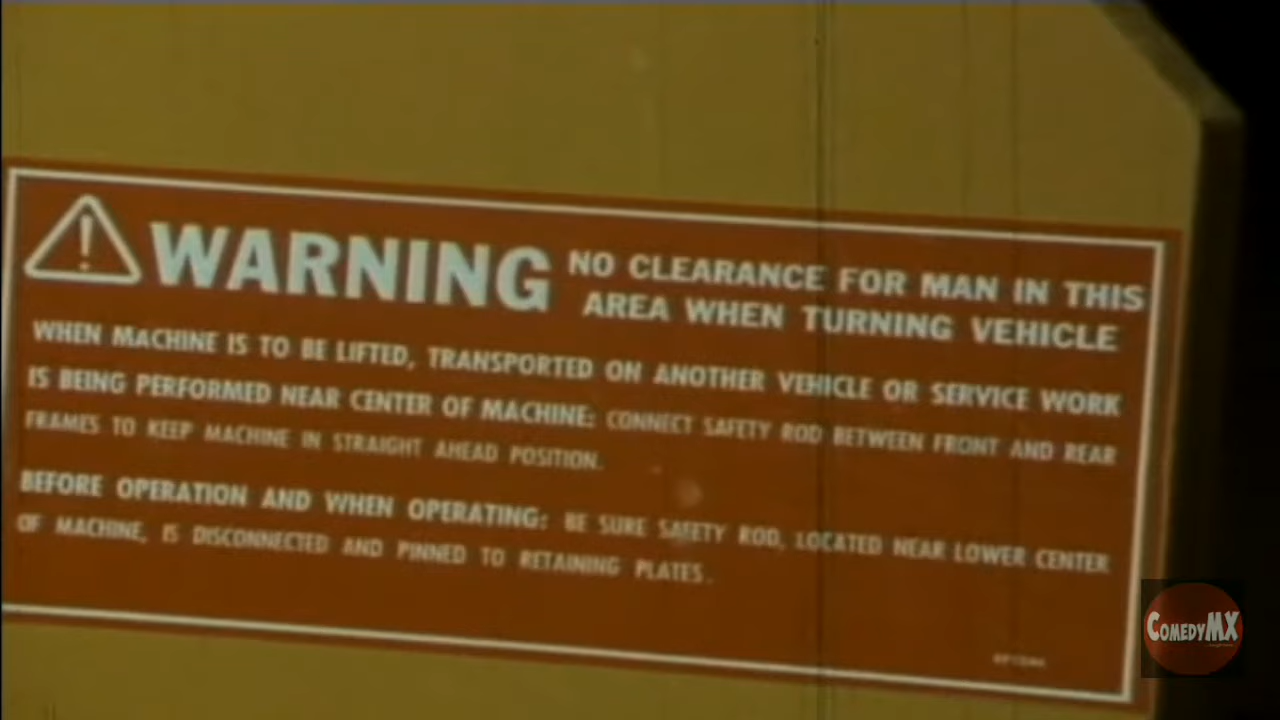 WARNING NO CLEARANCE FOR MAN IN THIS
AREA WHEN TURNING VEHICLE
WHEN MACHINE IS TO BE LIFTED, TRANSPORTED ON ANOTHER VEHICLE OR SERVICE WORK
IS BEING PERFORMED NEAR CENTER OF MACHINE: CONNECT SAFETY ROD BETWEEN FRONT AND REAR
FRAMES TO KEEP MACHINE IN STRAIGHT AHEAD POSITION.
BEFORE OPERATION AND WHEN OPERATING: BE SURE SAFETY ROD, LOCATED NEAR LOWER CENTER
OF MACHINE, IS DISCONNECTED AND PINNED TO RETAINING PLATES.
COMEDYMX